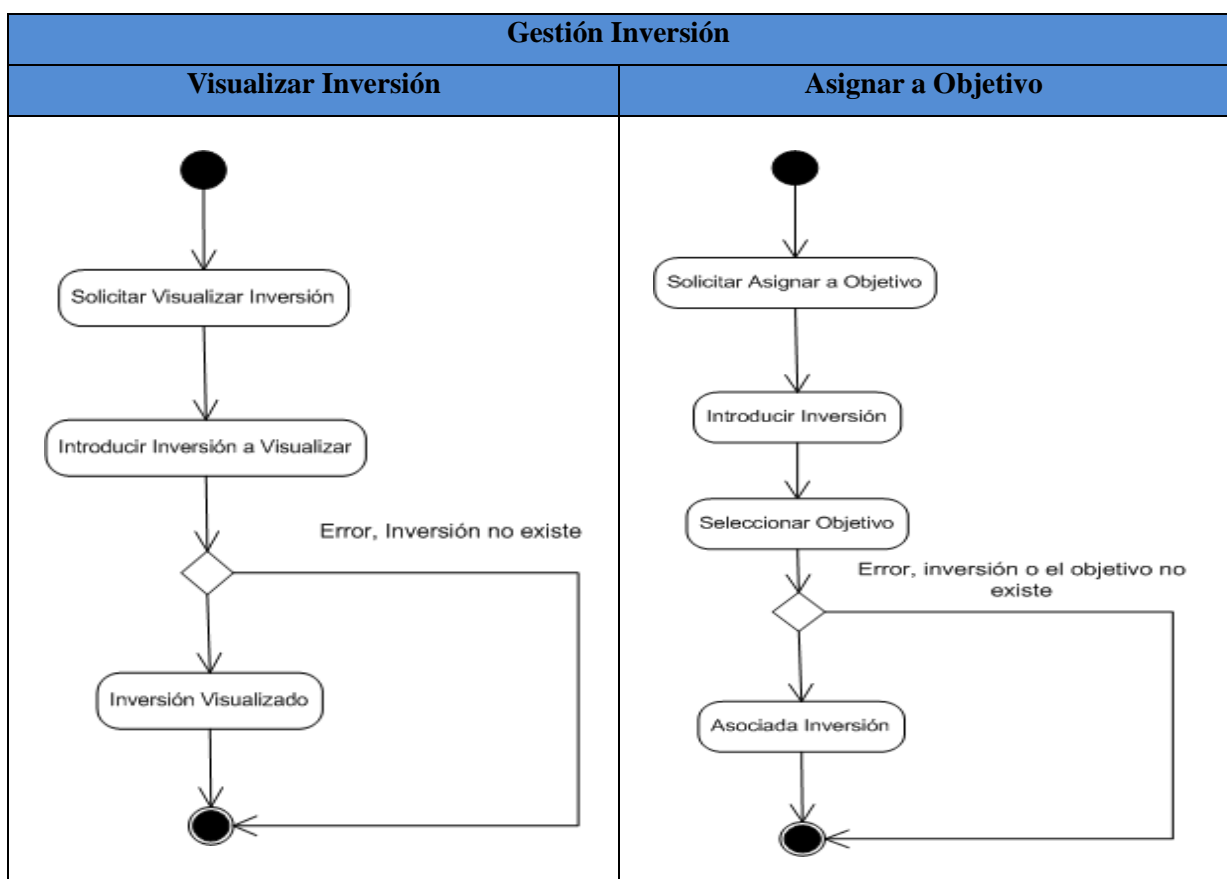 Gestión Inversión
Visualizar Inversión
Asignar a Objetivo
Solicitar Visualizar Inversión
Introducir Inversión a Visualizar
Error, Inversión no existe
Inversión Visualizado
Solicitar Asignar a Objetivo
Introducir Inversión
Seleccionar Objetivo
Error, inversión o el objetivo no
existe
Asociada Inversión